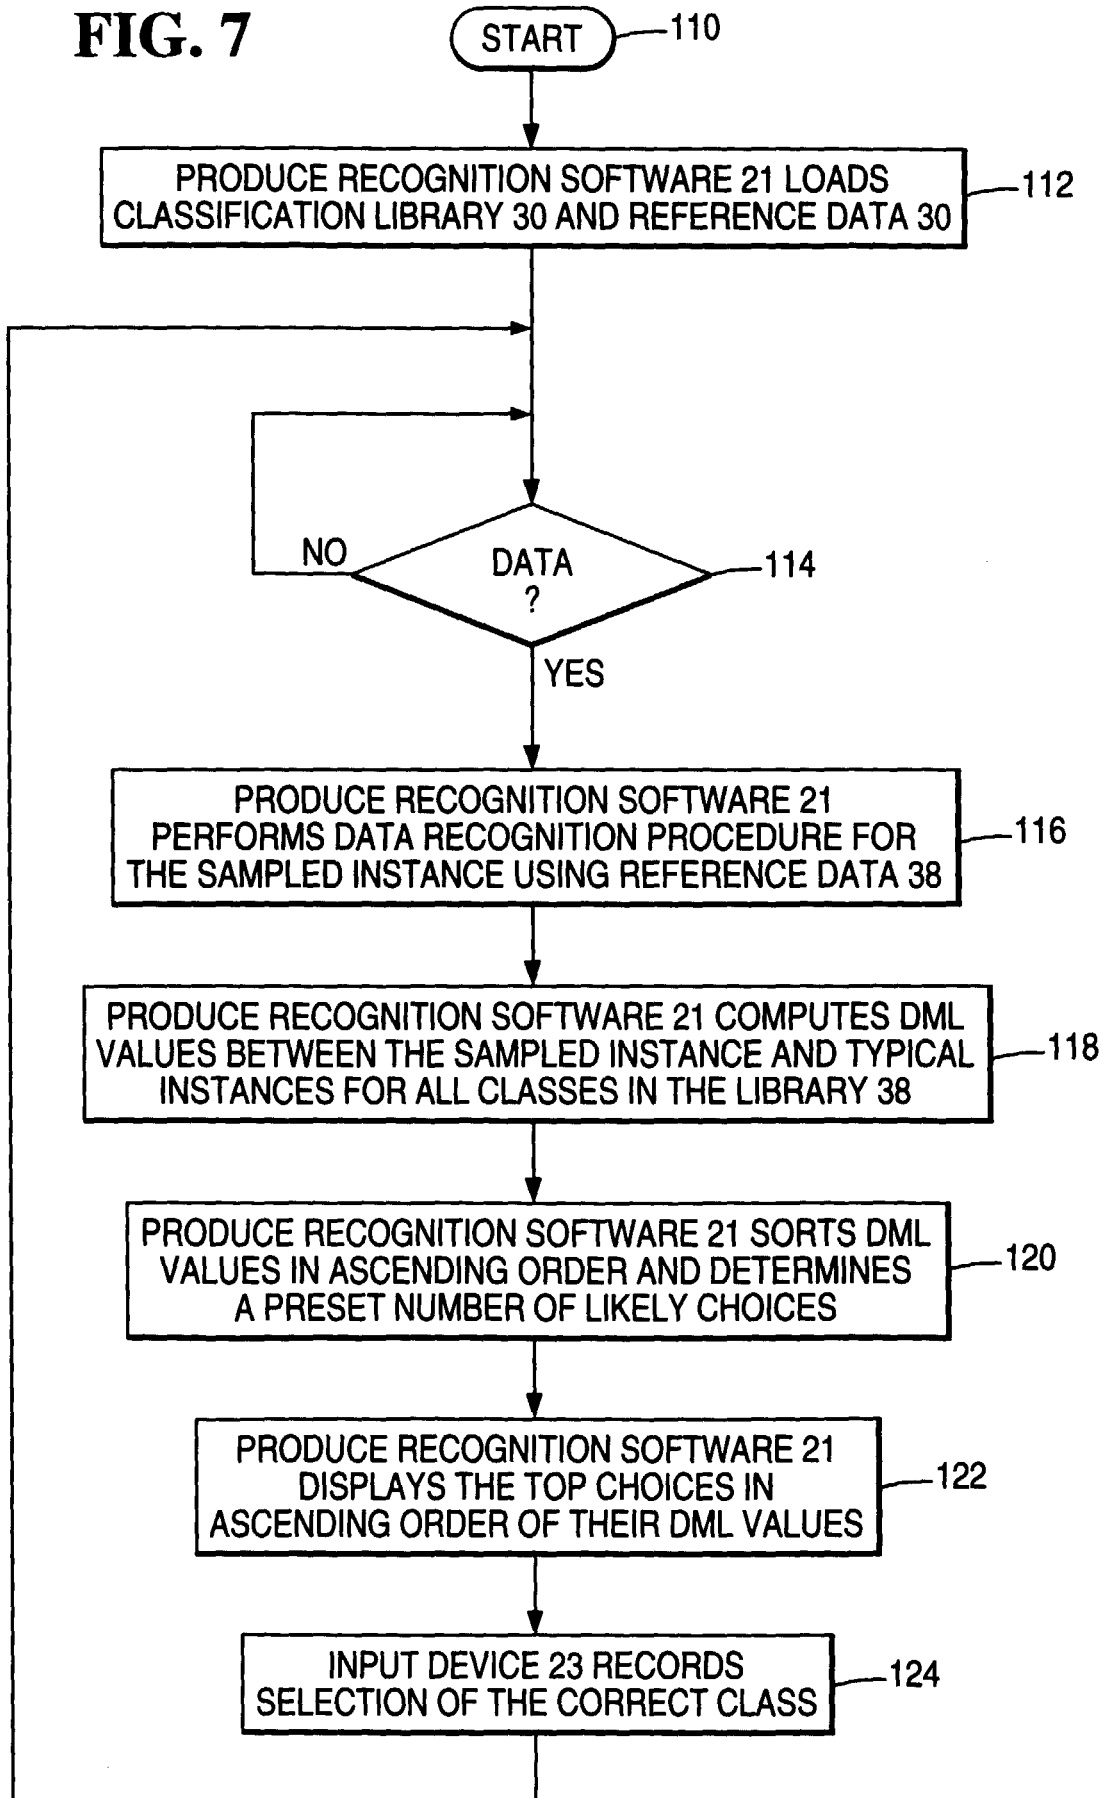 FIG. 7
START
110
PRODUCE RECOGNITION SOFTWARE 21 LOADS
CLASSIFICATION LIBRARY 30 AND REFERENCE DATA 30
112
NO
DATA
?
114
YES
PRODUCE RECOGNITION SOFTWARE 21
PERFORMS DATA RECOGNITION PROCEDURE FOR
THE SAMPLED INSTANCE USING REFERENCE DATA 38
116
PRODUCE RECOGNITION SOFTWARE 21 COMPUTES DML
VALUES BETWEEN THE SAMPLED INSTANCE AND TYPICAL
INSTANCES FOR ALL CLASSES IN THE LIBRARY 38
118
PRODUCE RECOGNITION SOFTWARE 21 SORTS DML
VALUES IN ASCENDING ORDER AND DETERMINES
A PRESET NUMBER OF LIKELY CHOICES
120
PRODUCE RECOGNITION SOFTWARE 21
DISPLAYS THE TOP CHOICES IN
ASCENDING ORDER OF THEIR DML VALUES
122
INPUT DEVICE 23 RECORDS
SELECTION OF THE CORRECT CLASS
124